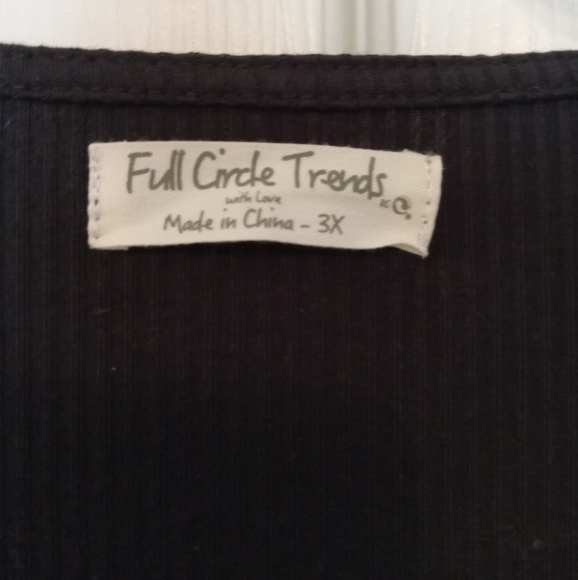 Full Circle Trends
with Love
Made in China - 3X